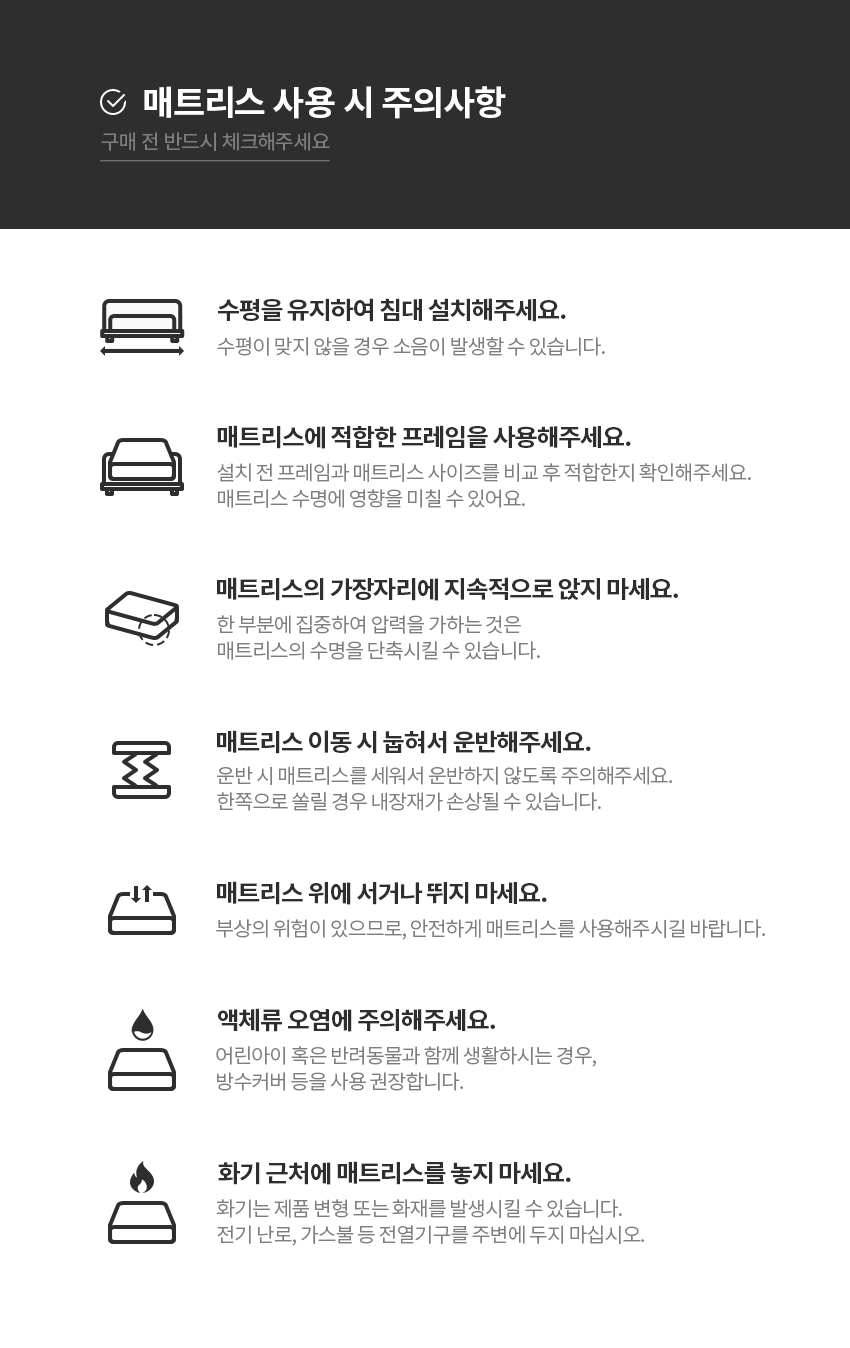 매트리스 사용 시 주의사항
구매 전 반드시 체크해주세요
수평을 유지하여 침대 설치해주세요.
수평이 맞지 않을 경우 소음이 발생할 수 있습니다.
매트리스에 적합한 프레임을 사용해주세요.
설치 전 프레임과 매트리스 사이즈를 비교 후 적합한지 확인해주세요.
매트리스 수명에 영향을 미칠 수 있어요.
매트리스의 가장자리에 지속적으로 앉지 마세요.
한 부분에 집중하여 압력을 가하는 것은
매트리스의 수명을 단축시킬 수 있습니다.
매트리스 이동 시 눕혀서 운반해주세요.
운반 시 매트리스를 세워서 운반하지 않도록 주의해주세요.
한쪽으로 쏠릴 경우 내장재가 손상될 수 있습니다.
매트리스 위에 서거나 뛰지 마세요.
부상의 위험이 있으므로, 안전하게 매트리스를 사용해주시길 바랍니다.
액체류 오염에 주의해주세요.
어린아이 혹은 반려동물과 함께 생활하시는 경우,
방수커버 등을 사용 권장합니다.
화기 근처에 매트리스를 놓지 마세요.
화기는 제품 변형 또는 화재를 발생시킬 수 있습니다.
전기 난로, 가스불 등 전열기구를 주변에 두지 마십시오.